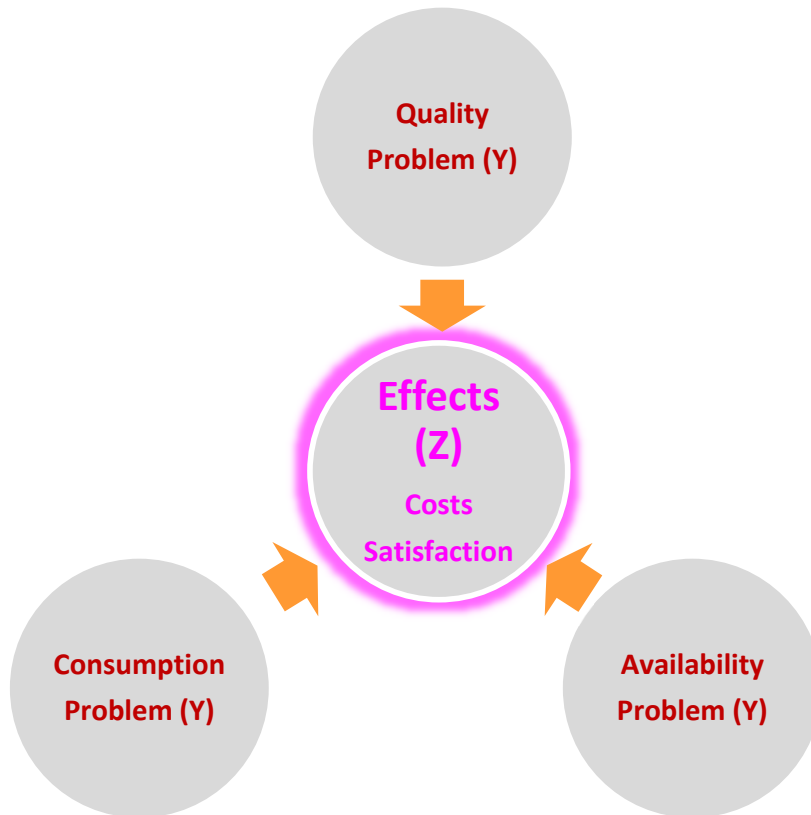 Quality
Problem (Y)
Effects
(Z)
Costs
Satisfaction
Consumption
Problem (Y)
Availability
Problem (Y)